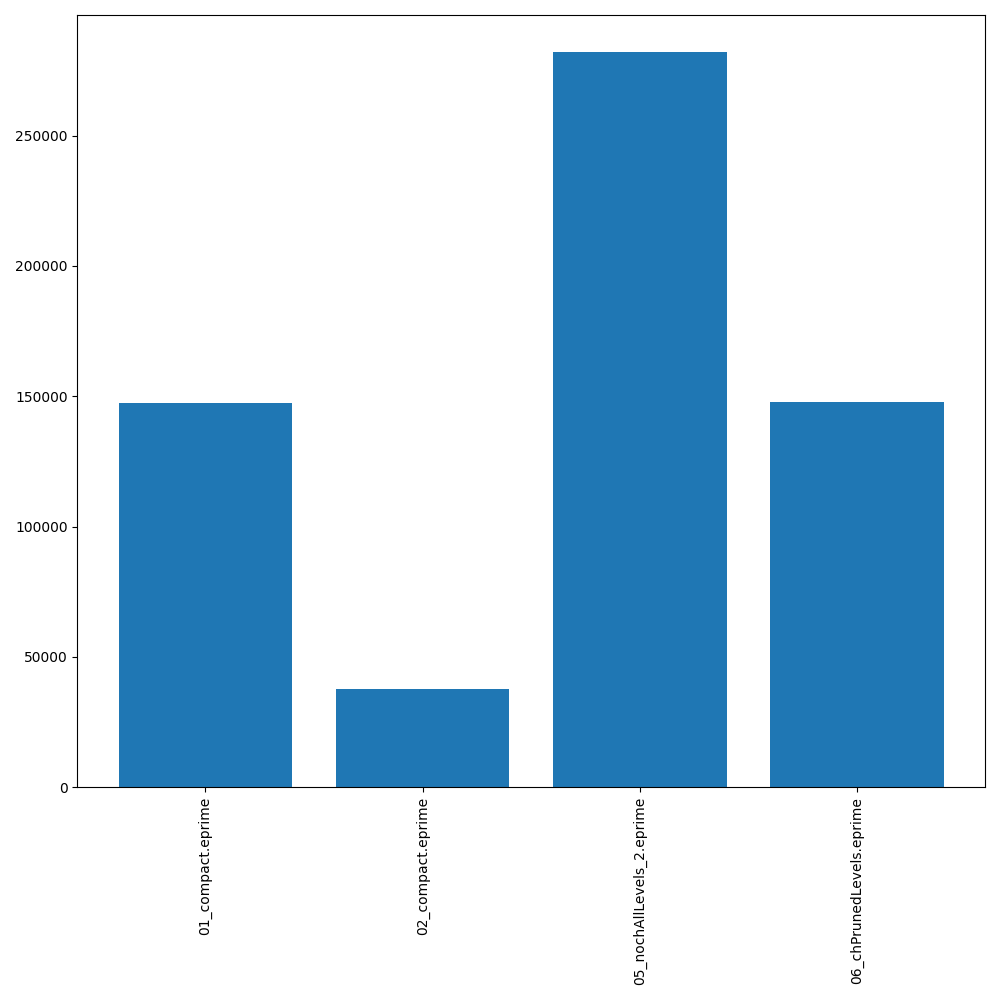 250000
200000
150000
100000
50000
0
01_compact.eprime
02_compact.eprime
05_nochAllLevels_2.eprime
06_chPrunedLevels.eprime